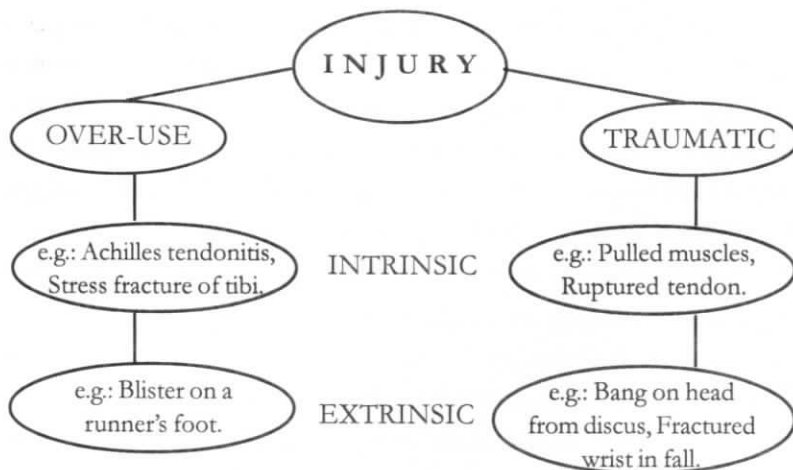 INJURY
OVER-USE
TRAUMATIC
e.g.: Achilles tendonitis,
Stress fracture of tibi.
INTRINSIC
e.g.: Pulled muscles,
Ruptured tendon.
e.g.: Blister on a
runner's foot.
EXTRINSIC
e.g.: Bang on head
from discus, Fractured
wrist in fall.